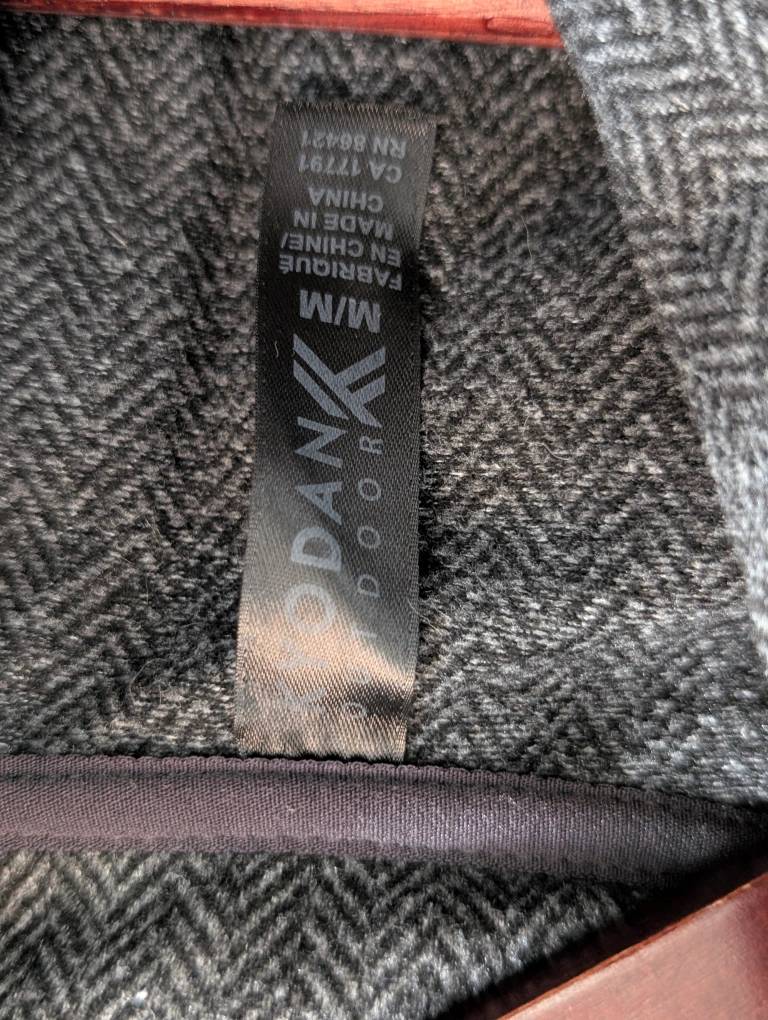 KYODAN
OUTDOOR
M/M
FABRIQUÉ
EN CHINE/
MADE IN
CHINA
CA 17791
RN 86421